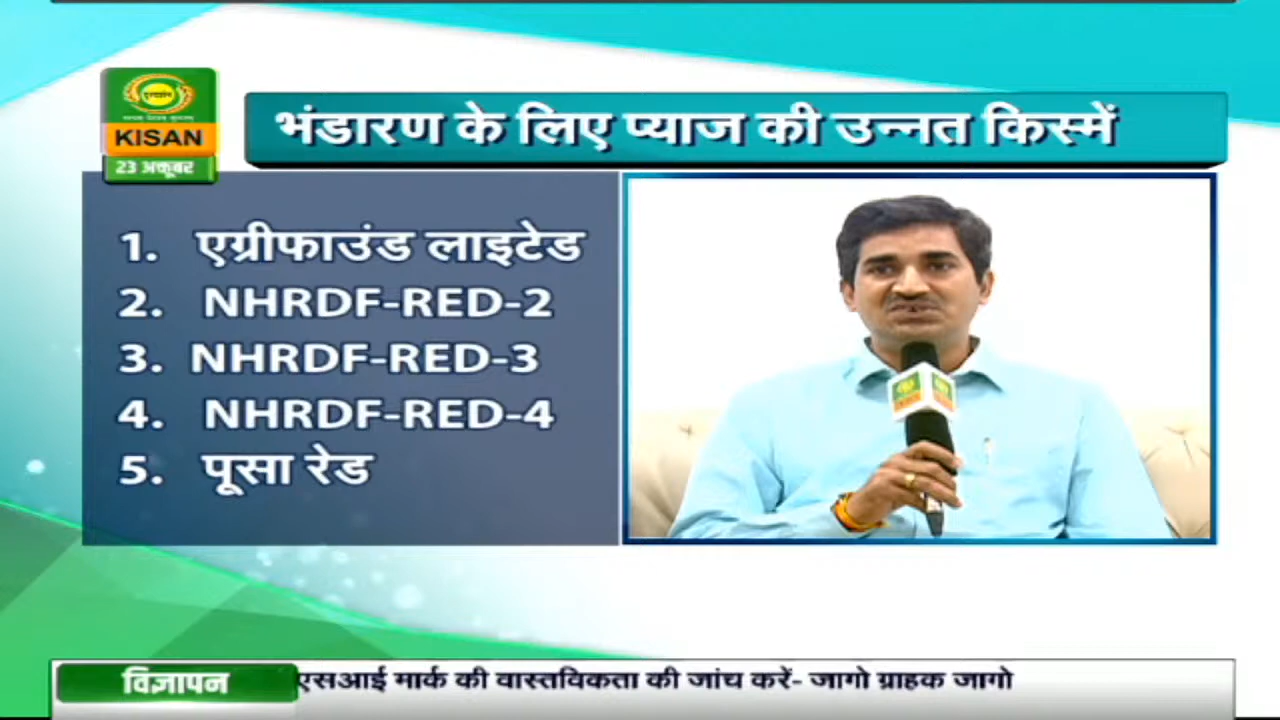 भंडारण के लिए प्याज की उन्नत किस्में
KISAN
23 अक्टूबर
1. एग्रीफाउंड लाइटेड
2. NHRDF-RED-2
3. NHRDF-RED-3
4. NHRDF-RED-4
5. पूसा रेड
KISAN
विज्ञापन
एसआई मार्क की वास्तविकता की जांच करें- जागो ग्राहक जागो